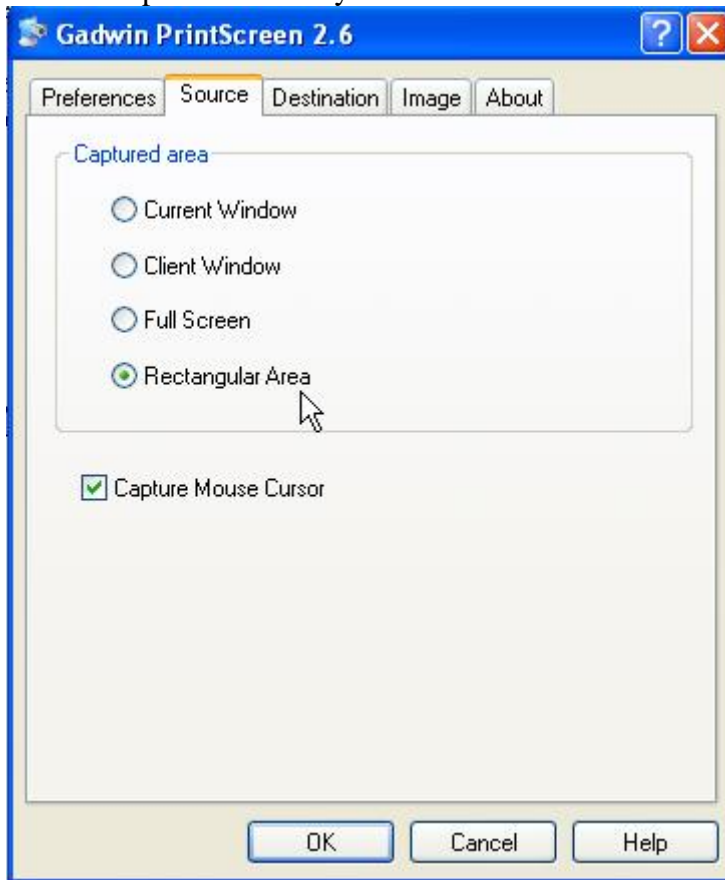 Gadwin PrintScreen 2.6
Preferences Source Destination Image About
Captured area
Current Window
Client Window
Full Screen
Rectangular Area
Capture Mouse Cursor
OK Cancel Help